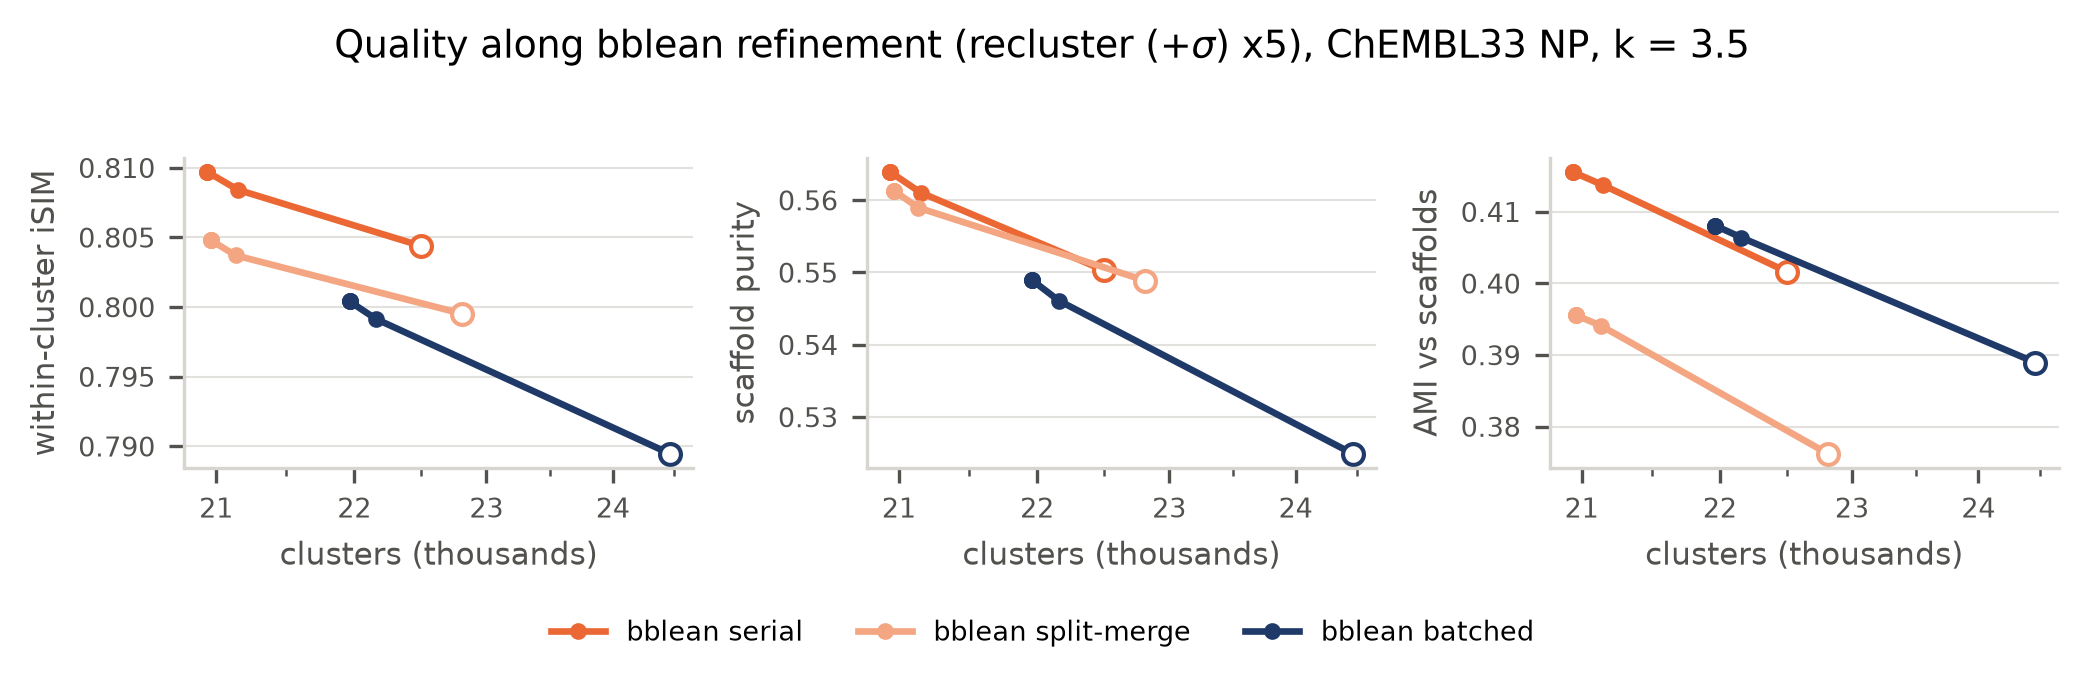 Quality along bblean refinement (recluster (+σ) x5), ChEMBL33 NP, k = 3.5
within-cluster iSIM
0.810
0.805
0.800
0.795
0.790
21 22 23 24
clusters (thousands)
scaffold purity
0.56
0.55
0.54
0.53
21 22 23 24
clusters (thousands)
AMI vs scaffolds
0.41
0.40
0.39
0.38
21 22 23 24
clusters (thousands)
bblean serial bblean split-merge bblean batched